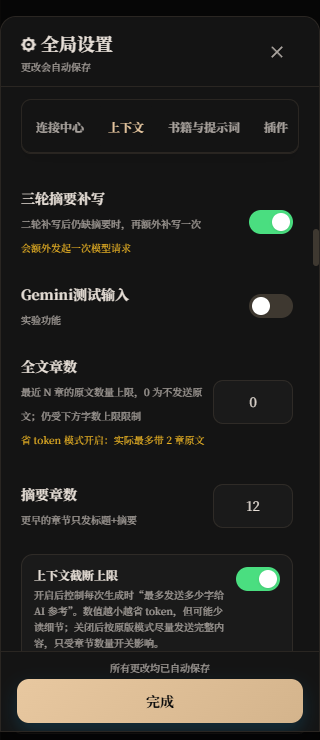 全局设置
更改会自动保存
连接中心 上下文 书籍与提示词 插件
三轮摘要补写
二轮补写后仍缺摘要时，再额外补写一次
会额外发起一次模型请求
Gemini测试输入
实验功能
全文章数
最近 N 章的原文数量上限，0 为不发送原
文；仍受下方字数上限限制
0
省 token 模式开启：实际最多带 2 章原文
摘要章数
12
更早的章节只发标题+摘要
上下文截断上限
开启后控制每次生成时“最多发送多少字给
AI 参考”。数值越小越省 token，但可能少
读细节；关闭后按原版模式尽量发送完整内
容，只受章节数量开关影响。
所有更改均已自动保存
完成